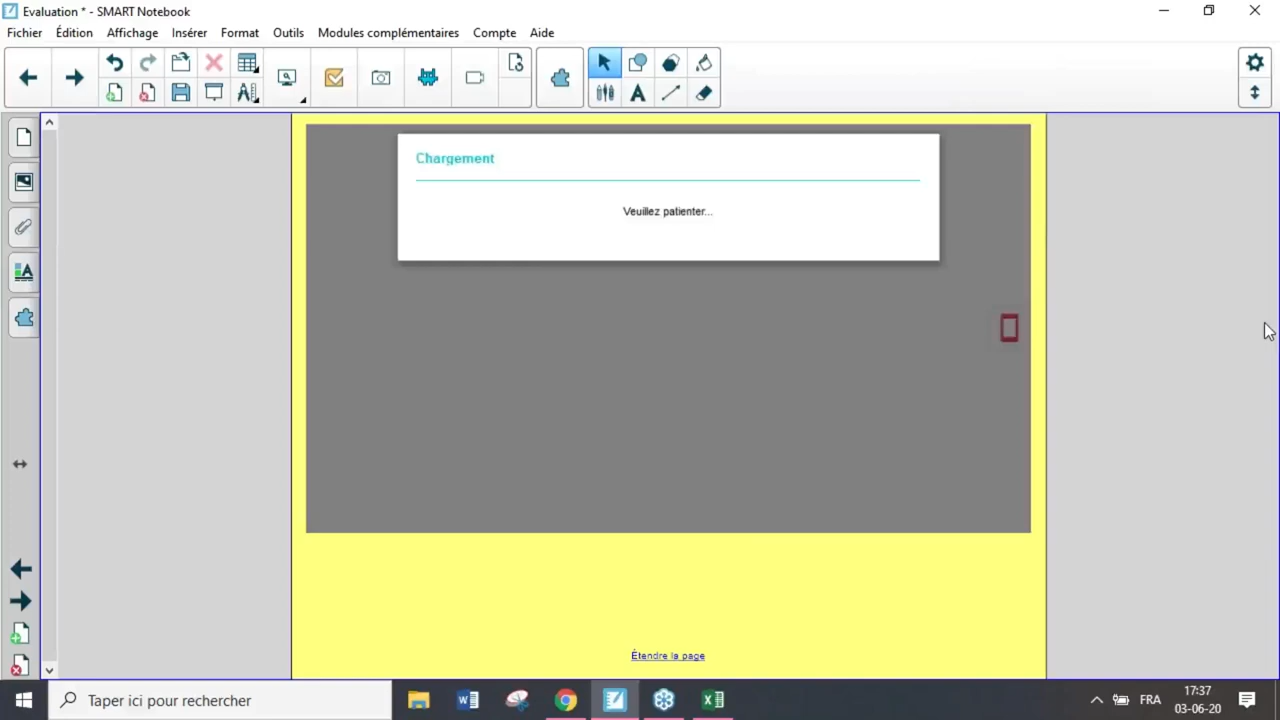 Evaluation * - SMART Notebook
Fichier Édition Affichage Insérer Format Outils Modules complémentaires Compte Aide
Chargement
Veuillez patienter...
Étendre la page
Taper ici pour rechercher
FRA
17:37
03-06-20